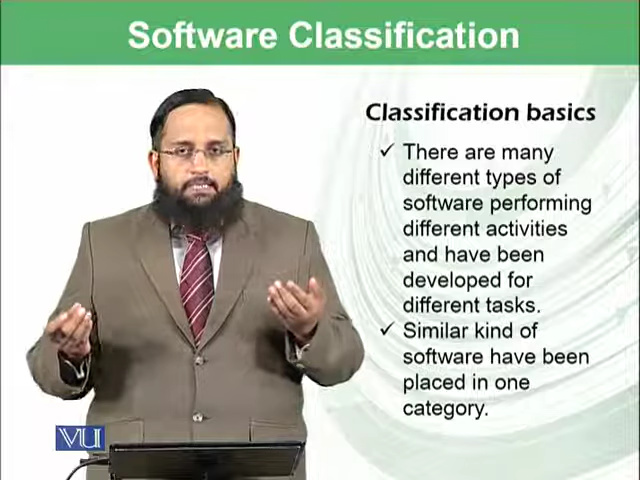 Software Classification
Classification basics
✓ There are many
different types of
software performing
different activities
and have been
developed for
different tasks.
✓ Similar kind of
software have been
placed in one
category.
VU